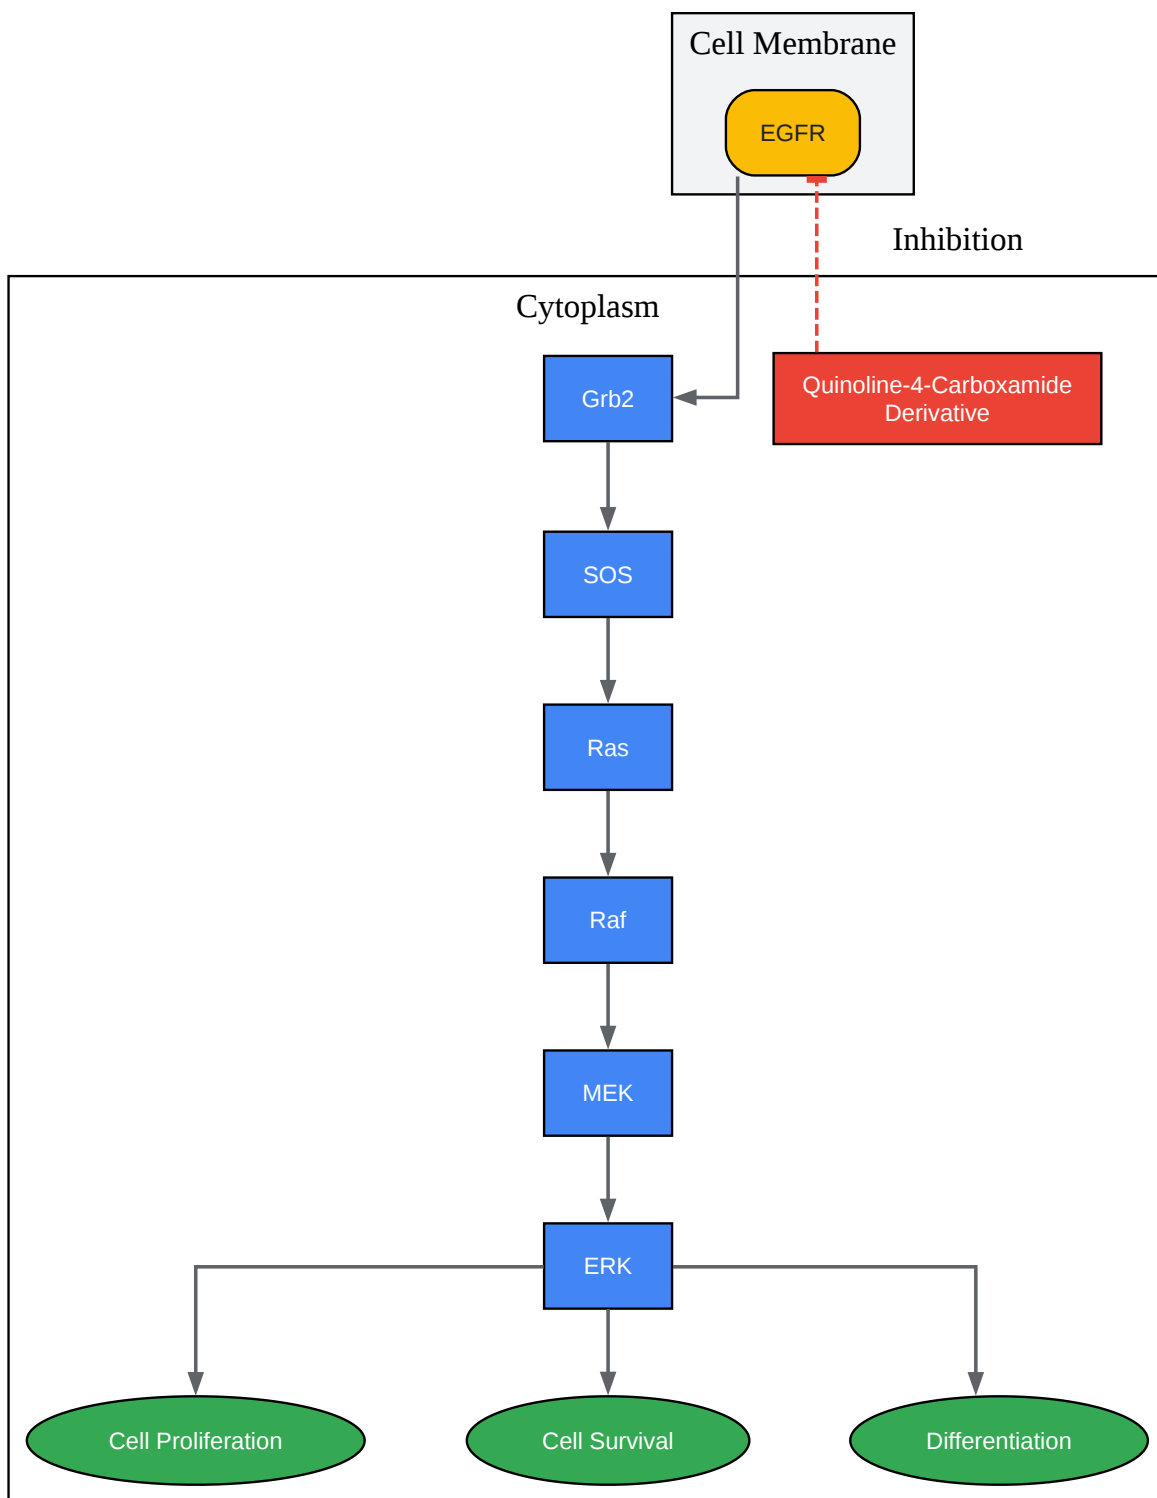 Cell Membrane
EGFR
Inhibition
Cytoplasm
Grb2
Quinoline-4-Carboxamide
Derivative
SOS
Ras
Raf
MEK
ERK
Cell Proliferation
Cell Survival
Differentiation